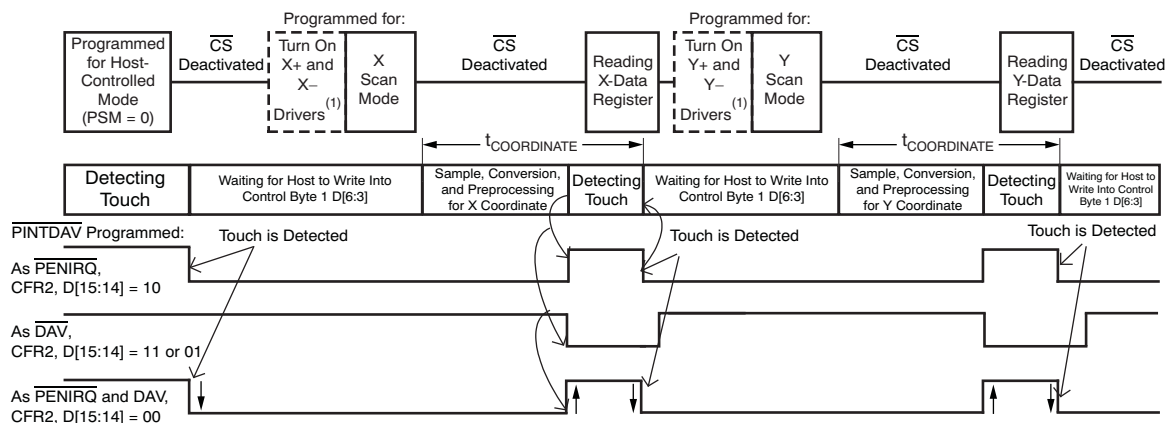 Programmed for:
Programmed for:
Programmed
for Host-
Controlled
Mode
(PSM = 0)
CS
Deactivated
Turn On
X+ and
X−
(1)
Drivers
X
Scan
Mode
CS
Deactivated
Reading
X-Data
Register
Turn On
Y+ and
Y−
(1)
Drivers
Y
Scan
Mode
CS
Deactivated
Reading
Y-Data
Register
CS
Deactivated
tCOORDINATE
tCOORDINATE
Detecting
Touch
Waiting for Host to Write Into
Control Byte 1 D[6:3]
Sample, Conversion,
and Preprocessing
for X Coordinate
Detecting
Touch
Waiting for Host to Write Into
Control Byte 1 D[6:3]
Sample, Conversion,
and Preprocessing
for Y Coordinate
Detecting
Touch
Waiting for Host to
Write Into Control
Byte 1 D[6:3]
PINTDAV Programmed:
Touch is Detected
Touch is Detected
Touch is Detected
As PENIRQ,
CFR2, D[15:14] = 10
As DAV,
CFR2, D[15:14] = 11 or 01
As PENIRQ and DAV,
CFR2, D[15:14] = 00